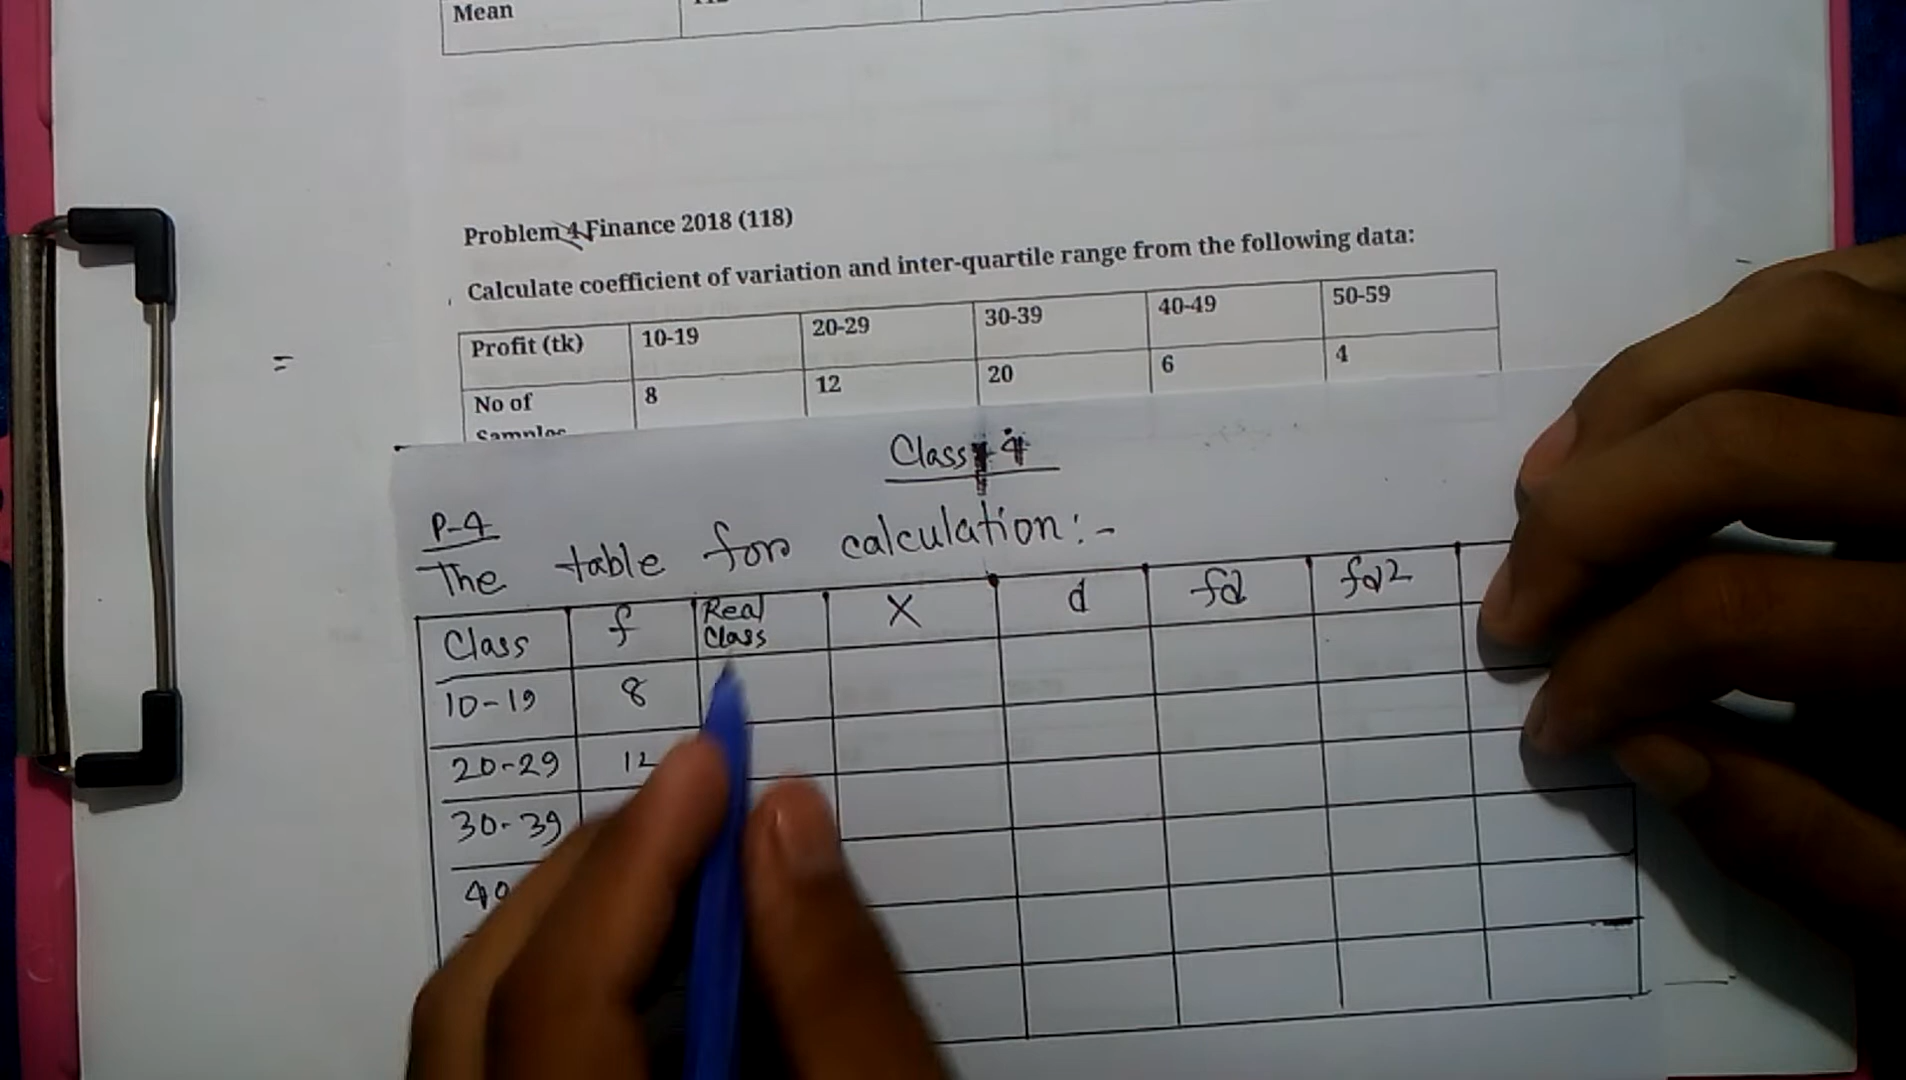 Mean
Problem 4 Finance 2018 (118)
Calculate coefficient of variation and inter-quartile range from the following data:
Profit (tk) 10-19 20-29 30-39 40-49 50-59
No of 8 12 20 6 4
Samples
Class 4
P-4
The table for calculation:-
Class f Real Class X d fd fd2
10-19 8
20-29 12
30-39
40